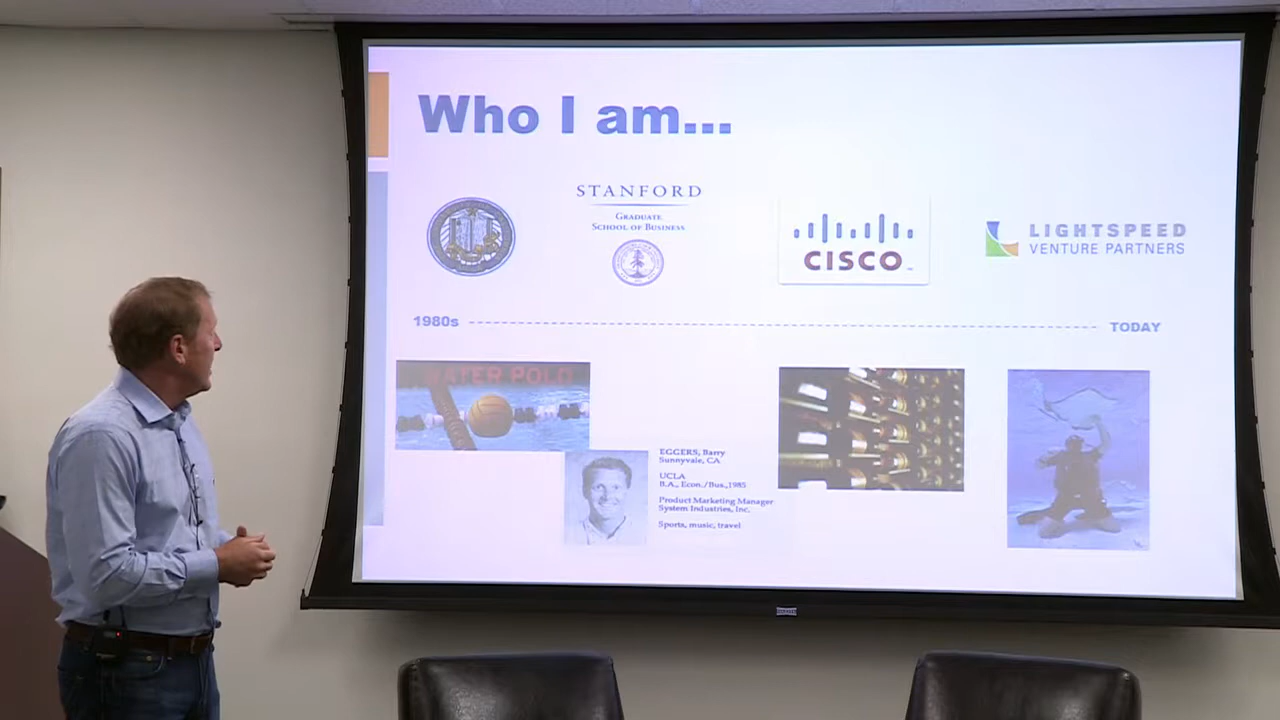 Who I am...
STANFORD
GRADUATE
SCHOOL OF BUSINESS
CISCO
LIGHTSPEED
VENTURE PARTNERS
1980s
TODAY
WATER POLO
EGGERS, Barry
Sunnyvale, CA
UCLA
B.A., Econ./Bus.,1985
Product Marketing Manager
System Industries, Inc.
Sports, music, travel